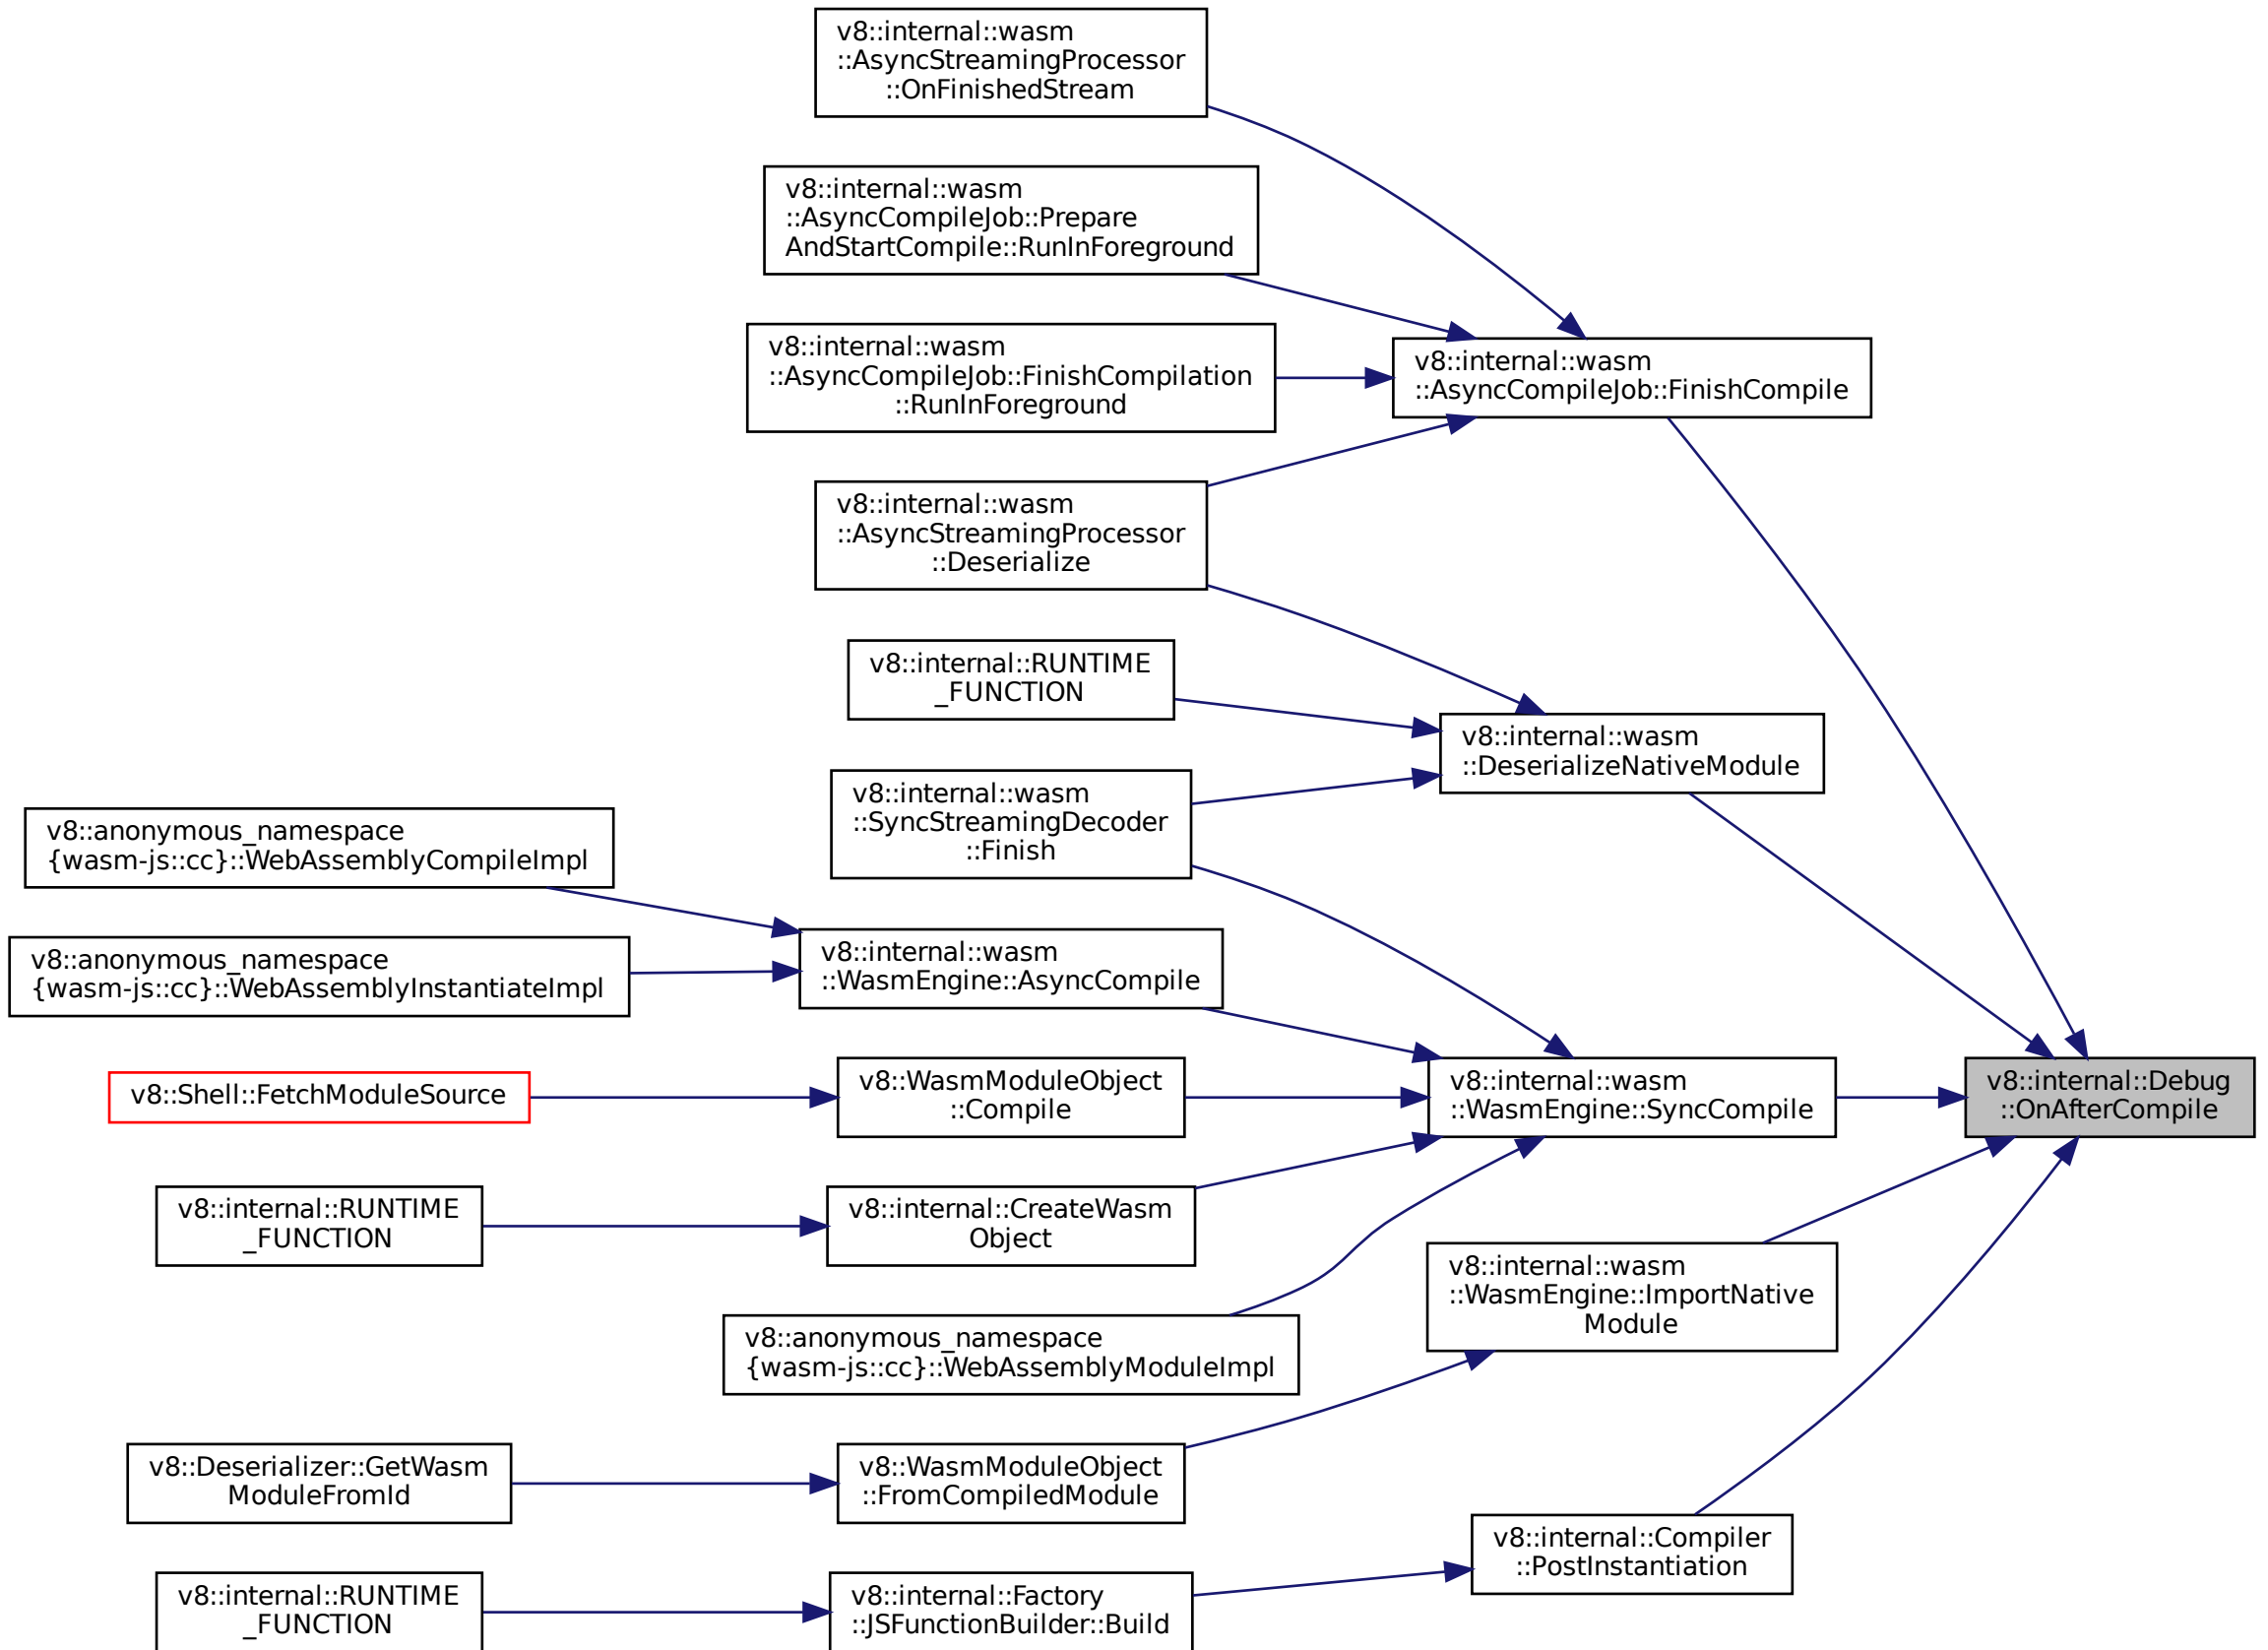 v8::internal::wasm
::AsyncStreamingProcessor
::OnFinishedStream
v8::internal::wasm
::AsyncCompileJob::Prepare
AndStartCompile::RunInForeground
v8::internal::wasm
::AsyncCompileJob::FinishCompilation
::RunInForeground
v8::internal::wasm
::AsyncCompileJob::FinishCompile
v8::internal::wasm
::AsyncStreamingProcessor
::Deserialize
v8::internal::RUNTIME
_FUNCTION
v8::internal::wasm
::DeserializeNativeModule
v8::internal::wasm
::SyncStreamingDecoder
::Finish
v8::anonymous_namespace
{wasm-js::cc}::WebAssemblyCompileImpl
v8::anonymous_namespace
{wasm-js::cc}::WebAssemblyInstantiateImpl
v8::internal::wasm
::WasmEngine::AsyncCompile
v8::Shell::FetchModuleSource
v8::WasmModuleObject
::Compile
v8::internal::wasm
::WasmEngine::SyncCompile
v8::internal::Debug
::OnAfterCompile
v8::internal::RUNTIME
_FUNCTION
v8::internal::CreateWasm
Object
v8::internal::wasm
::WasmEngine::ImportNative
Module
v8::anonymous_namespace
{wasm-js::cc}::WebAssemblyModuleImpl
v8::Deserializer::GetWasm
ModuleFromId
v8::WasmModuleObject
::FromCompiledModule
v8::internal::Compiler
::PostInstantiation
v8::internal::RUNTIME
_FUNCTION
v8::internal::Factory
::JSFunctionBuilder::Build